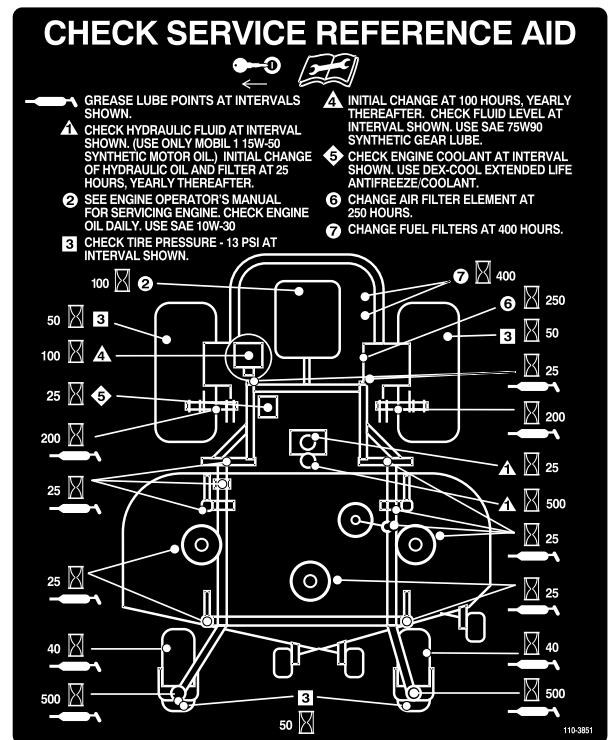 CHECK SERVICE REFERENCE AID
GREASE LUBE POINTS AT INTERVALS
SHOWN.
1 CHECK HYDRAULIC FLUID AT INTERVAL
SHOWN. (USE ONLY MOBIL 1 15W-50
SYNTHETIC MOTOR OIL.) INITIAL CHANGE
OF HYDRAULIC OIL AND FILTER AT 25
HOURS, YEARLY THEREAFTER.
2 SEE ENGINE OPERATOR'S MANUAL
FOR SERVICING ENGINE. CHECK ENGINE
OIL DAILY. USE SAE 10W-30
3 CHECK TIRE PRESSURE - 13 PSI AT
INTERVAL SHOWN.
4 INITIAL CHANGE AT 100 HOURS, YEARLY
THEREAFTER. CHECK FLUID LEVEL AT
INTERVAL SHOWN. USE SAE 75W90
SYNTHETIC GEAR LUBE.
5 CHECK ENGINE COOLANT AT INTERVAL
SHOWN. USE DEX-COOL EXTENDED LIFE
ANTIFREEZE/COOLANT.
6 CHANGE AIR FILTER ELEMENT AT
250 HOURS.
7 CHANGE FUEL FILTERS AT 400 HOURS.
100 2
50 3
100 4
25 5
200
25
25
40
500
7 400
6 250
3 50
25
200
1 25
1 500
25
25
40
500
3
50
110-3851